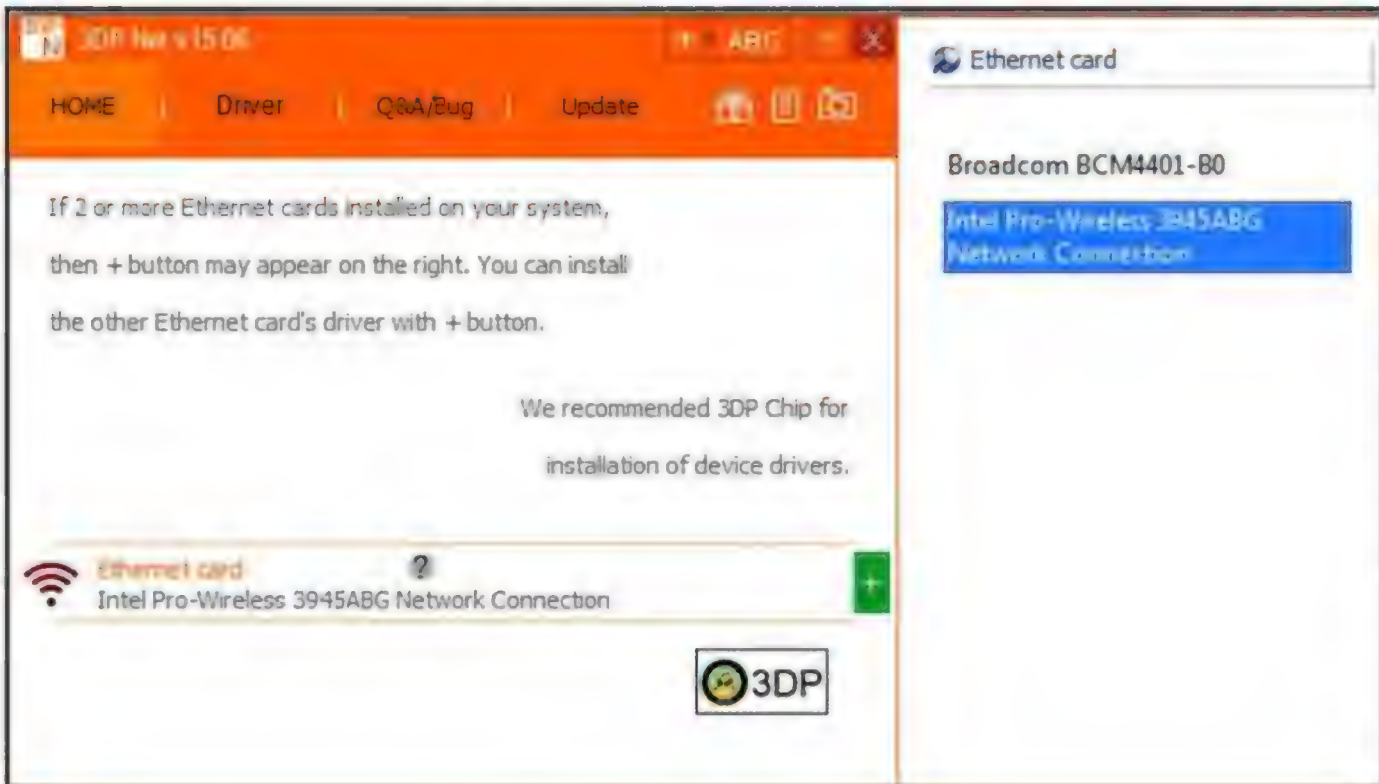 3DP Net v 15.06
ABG
HOME | Driver | Q&A/Bug | Update
If 2 or more Ethernet cards installed on your system,
then + button may appear on the right. You can install
the other Ethernet card's driver with + button.
We recommended 3DP Chip for
installation of device drivers.
Ethernet card ?
Intel Pro-Wireless 3945ABG Network Connection
+
3DP
Ethernet card
Broadcom BCM4401-B0
Intel Pro-Wireless 3945ABG
Network Connection